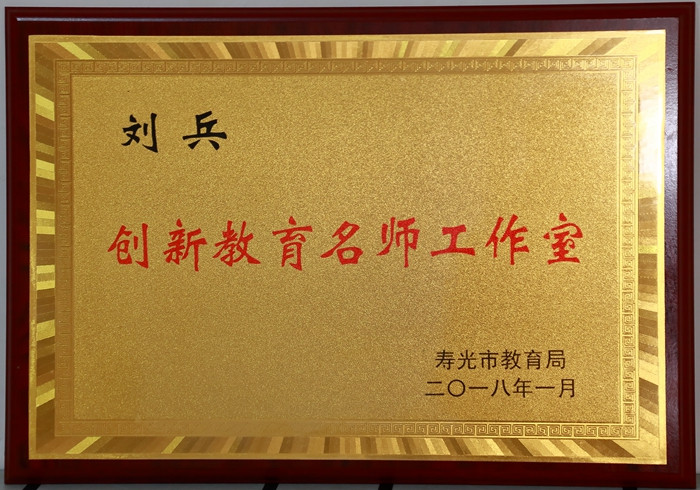 刘兵
创新教育名师工作室
寿光市教育局
二〇一八年一月